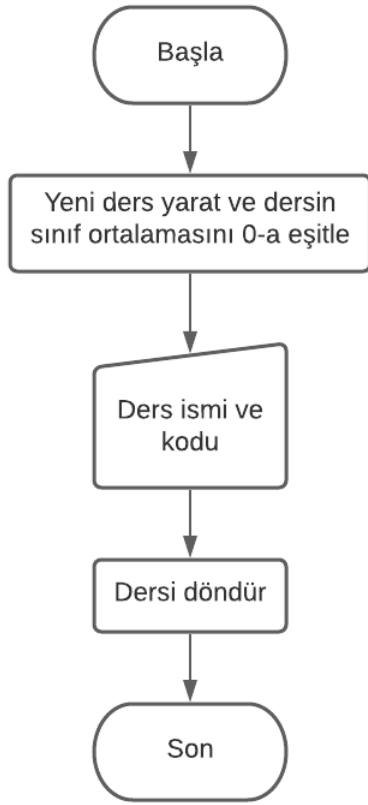 Başla
Yeni ders yarat ve dersin
sınıf ortalamasını 0-a eşitle
Ders ismi ve
kodu
Dersi döndür
Son